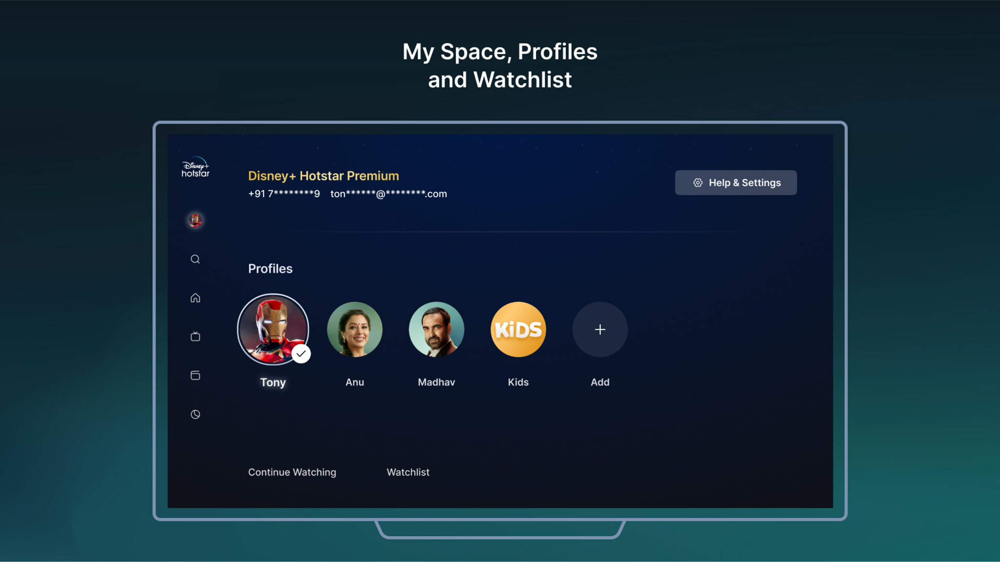 My Space, Profiles
and Watchlist
Disney+
hotstar
Disney+ Hotstar Premium
+91 7********9 ton******@********.com
Help & Settings
Profiles
KiDS
Tony
Anu
Madhav
Kids
Add
Continue Watching
Watchlist